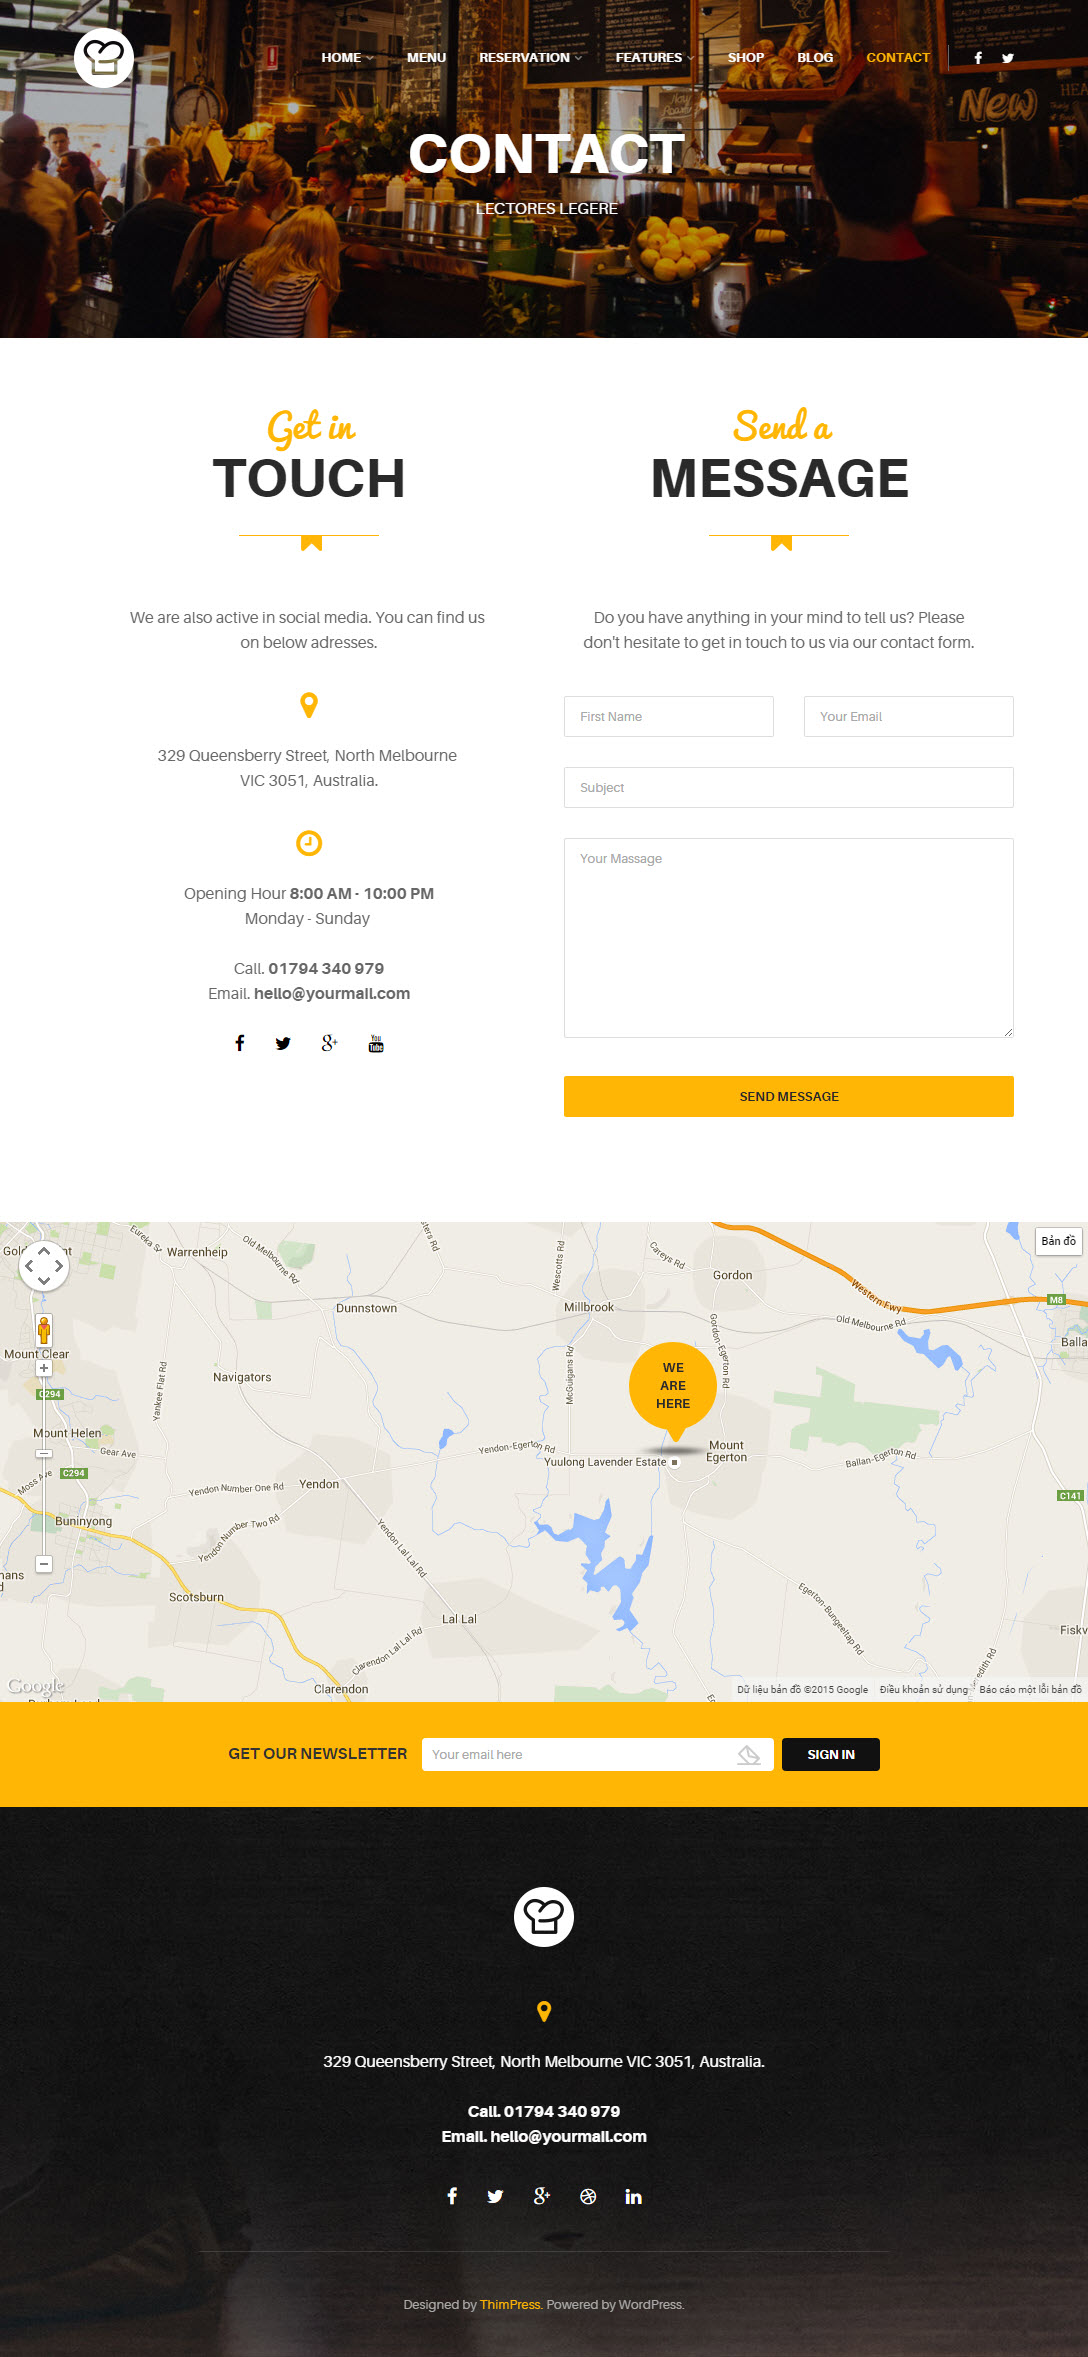 HOME MENU RESERVATION FEATURES SHOP BLOG CONTACT
HEALTHY VEGGIE BOX
LUNCH BOX
New
HEA
CONTACT
LECTORES LEGERE
Get in
TOUCH
We are also active in social media. You can find us
on below adresses.
329 Queensberry Street, North Melbourne
VIC 3051, Australia.
Opening Hour 8:00 AM - 10:00 PM
Monday - Sunday
Call. 01794 340 979
Email. hello@yourmail.com
You
Tube
Send a
MESSAGE
Do you have anything in your mind to tell us? Please
don't hesitate to get in touch to us via our contact form.
First Name
Your Email
Subject
Your Massage
SEND MESSAGE
Bản đồ
Eureka St
Warrenheip
Old Melbourne Rd
Westcotts Rd
Careys Rd
Gordon
Western Fwy
M8
Dunnstown
Millbrook
Gordon-Egerton Rd
Old Melbourne Rd
Balla
Mount Clear
Yankee Flat Rd
Navigators
McGuigans Rd
WE
ARE
HERE
C294
Mount Helen
Gear Ave
C294
Moss Ave
Yendon-Egerton Rd
Yuulong Lavender Estate
Mount
Egerton
Ballan-Egerton Rd
C141
Yendon Number One Rd
Yendon
Buninyong
Yendon Number Two Rd
Yendon Lal Lal Rd
Scotsburn
Lal Lal
Clarendon Lal Lal Rd
Egerton-Bungeeltap Rd
Fiskv
Clarendon
Google
Dữ liệu bản đồ ©2015 Google
Điều khoản sử dụng
Báo cáo một lỗi bản đồ
GET OUR NEWSLETTER
Your email here
SIGN IN
329 Queensberry Street, North Melbourne VIC 3051, Australia.
Call. 01794 340 979
Email. hello@yourmail.com
Designed by ThimPress. Powered by WordPress.